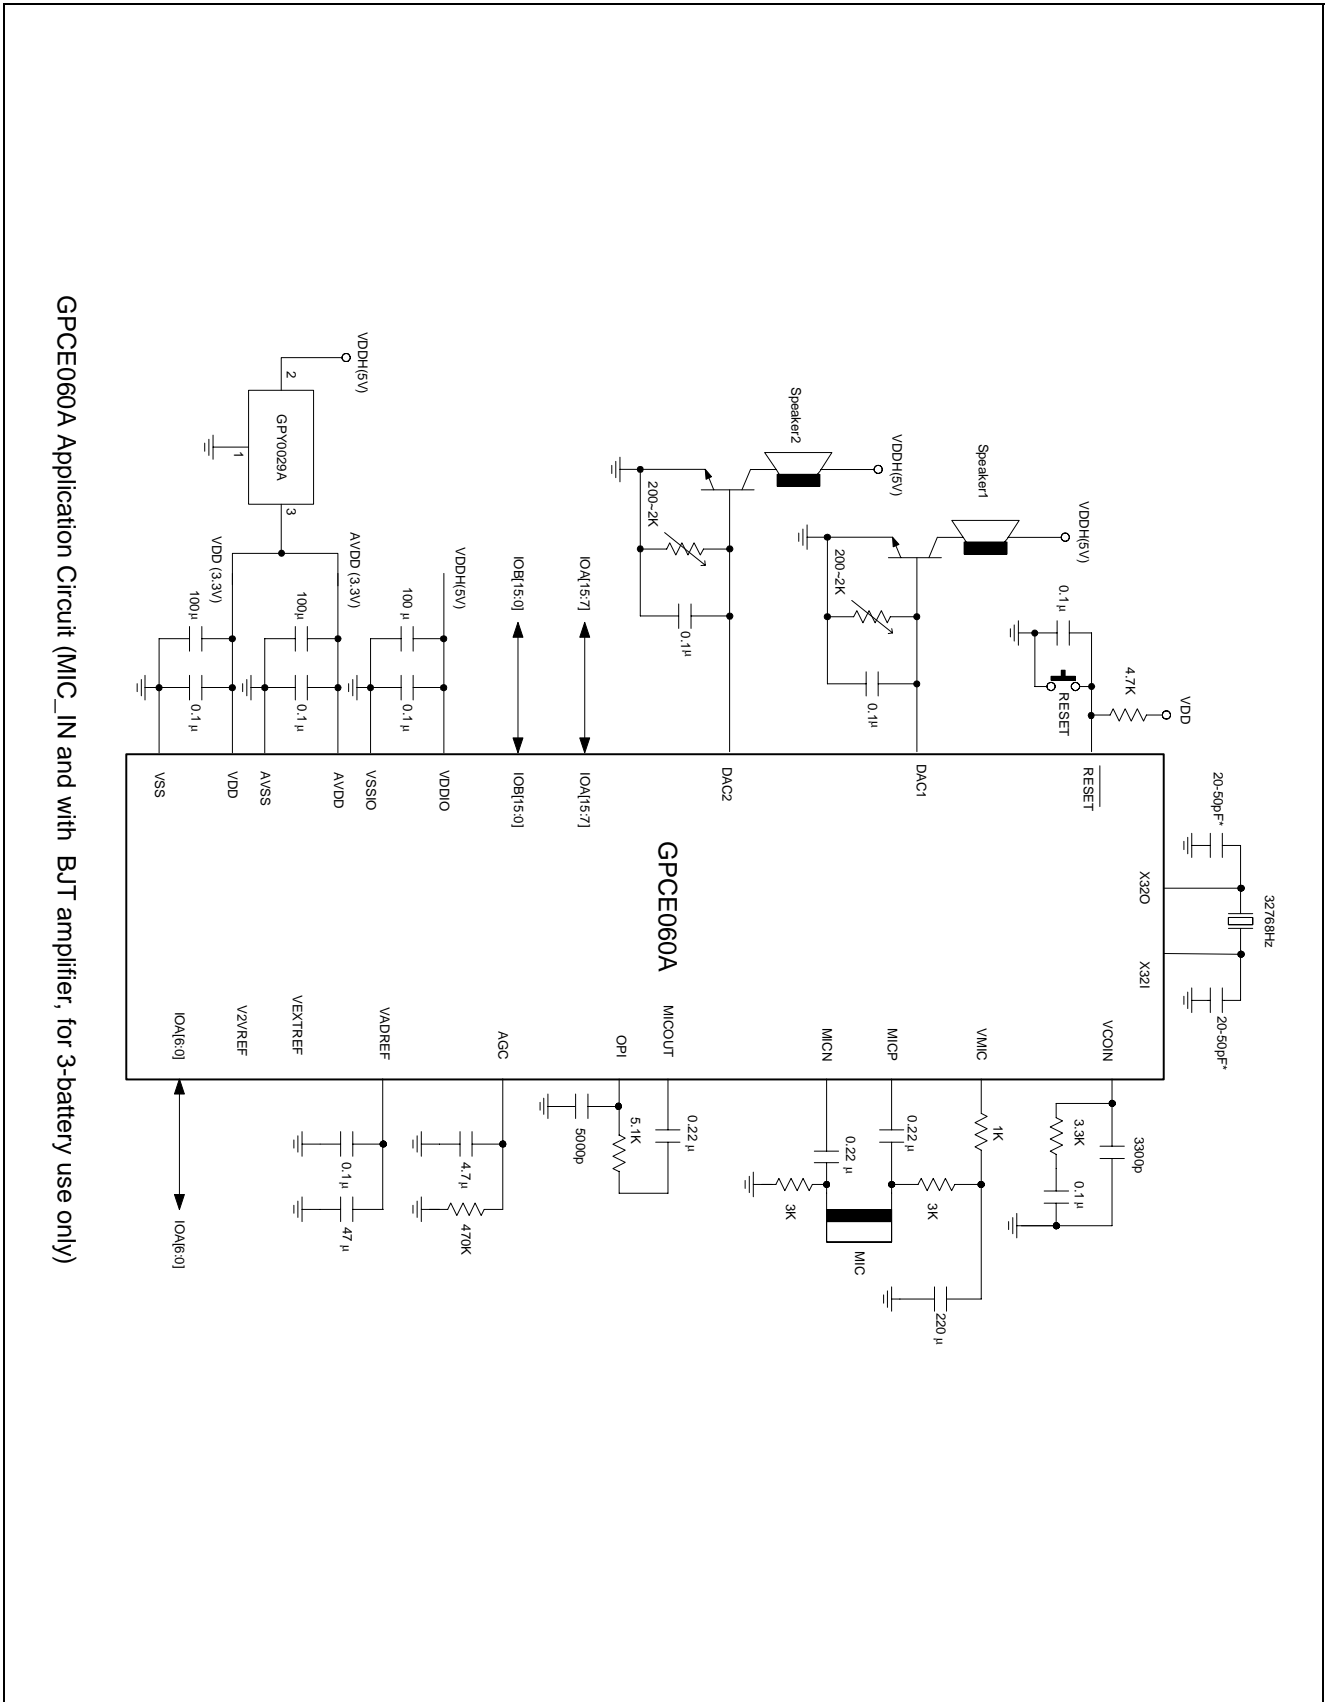 VDD
4.7K
0.1µ
RESET
RESET
VDDH(5V)
Speaker1
200~2K
0.1µ
DAC1
VDDH(5V)
Speaker2
200~2K
0.1µ
DAC2
IOA[15:7]
IOA[15:7]
IOB[15:0]
IOB[15:0]
VDDH(5V)
100 µ
0.1 µ
VDDIO
VSSIO
AVDD (3.3V)
100µ
0.1 µ
AVDD
AVSS
VDD (3.3V)
100µ
0.1 µ
VDD
VSS
VDDH(5V)
2
GPY0029A
1
3
20-50pF*
32768Hz
20-50pF*
X32O
X32I
GPCE060A
VCOIN
3300p
3.3K
0.1 µ
VMIC
1K
MICP
0.22 µ
3K
MICN
0.22 µ
3K
MIC
220 µ
MICOUT
0.22 µ
OPI
5.1K
5000p
AGC
4.7µ
470K
VADREF
0.1 µ
47 µ
VEXTREF
V2VREF
IOA[6:0]
IOA[6:0]
GPCE060A Application Circuit (MIC_IN and with BJT amplifier, for 3-battery use only)